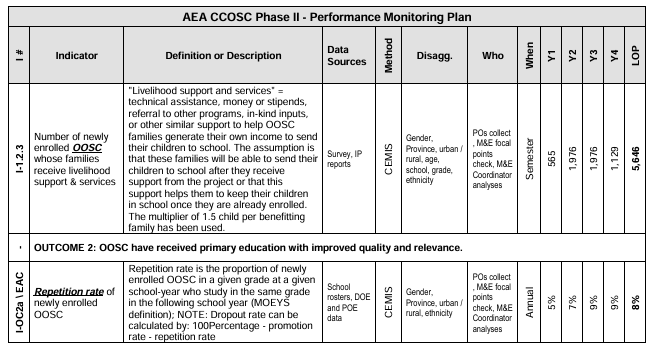 AEA CCOSC Phase II - Performance Monitoring Plan
I #
Indicator
Definition or Description
Data
Sources
Method
Disagg.
Who
When
Y1
Y2
Y3
Y4
LOP
I-1.2.3
Number of newly
enrolled OOSC
whose families
receive livelihood
support & services
"Livelihood support and services" =
technical assistance, money or stipends,
referral to other programs, in-kind inputs,
or other similar support to help OOSC
families generate their own income to send
their children to school. The assumption is
that these families will be able to send their
children to school after they receive
support from the project or that this
support helps them to keep their children
in school once they are already enrolled.
The multiplier of 1.5 child per benefitting
family has been used.
Survey, IP
reports
CEMIS
Gender,
Province, urban /
rural, age,
school, grade,
ethnicity
POs collect
, M&E focal
points
check, M&E
Coordinator
analyses
Semester
565
1,976
1,976
1,129
5,646
OUTCOME 2: OOSC have received primary education with improved quality and relevance.
I-OC2a \ EAC
Repetition rate of
newly enrolled
OOSC
Repetition rate is the proportion of newly
enrolled OOSC in a given grade at a given
school-year who study in the same grade
in the following school year (MOEYS
definition); NOTE: Dropout rate can be
calculated by: 100Percentage - promotion
rate - repetition rate
School
rosters, DOE
and POE
data
CEMIS
Gender,
Province, urban /
rural, ethnicity
POs collect
, M&E focal
points
check, M&E
Coordinator
analyses
Annual
5%
7%
9%
9%
8%